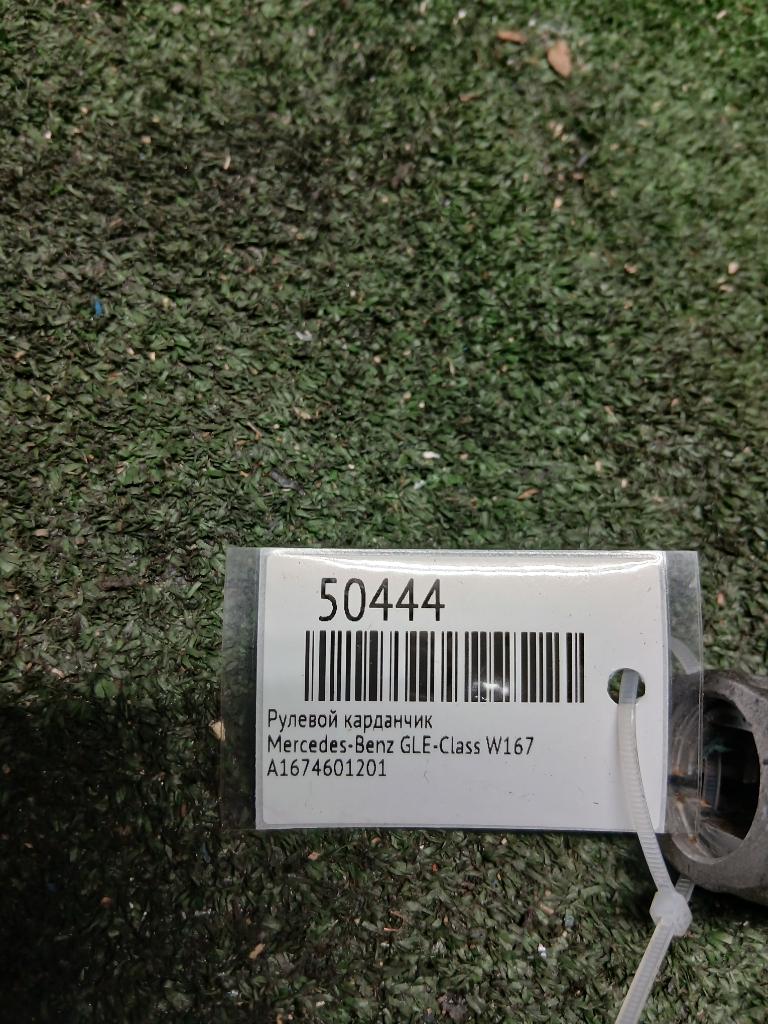 50444
Рулевой карданчик
Mercedes-Benz GLE-Class W167
A1674601201